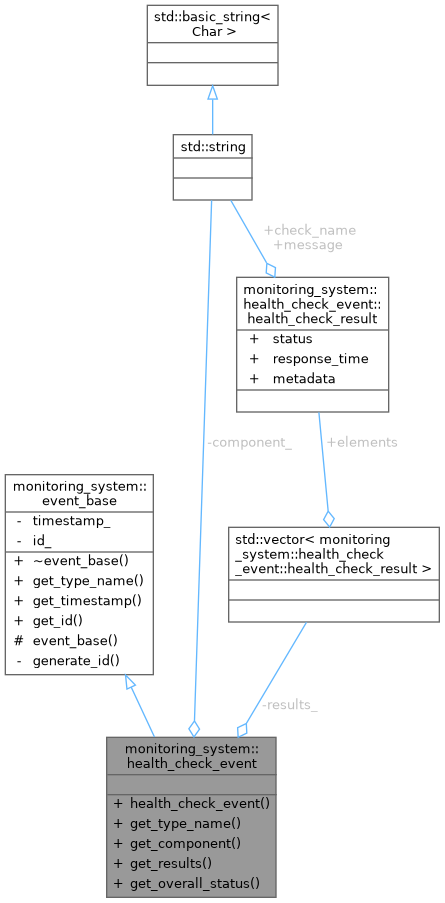 std::basic_string<
Char >
std::string
+check_name
+message
monitoring_system::
health_check_event::
health_check_result
+ status
+ response_time
+ metadata
-component_
+elements
monitoring_system::
event_base
- timestamp_
- id_
+ ~event_base()
+ get_type_name()
+ get_timestamp()
+ get_id()
# event_base()
- generate_id()
std::vector< monitoring
_system::health_check
_event::health_check_result >
-results_
monitoring_system::
health_check_event
+ health_check_event()
+ get_type_name()
+ get_component()
+ get_results()
+ get_overall_status()